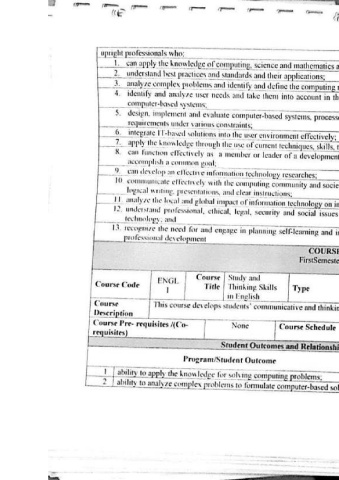 upright professionals who:
1. can apply the knowledge of computing, science and mathematics a
2. understand best practices and standards and their applications;
3. analyze complex problems and identify and define the computing r
4. identify and analyze user needs and take them into account in th
computer-based systems;
5. design, implement and evaluate computer-based systems, process
requirements under various constraints;
6. integrate IT-based solutions into the user environment effectively;
7. apply the knowledge through the use of current techniques, skills, t
8. can function effectively as a member or leader of a development
accomplish a common goal;
9. can develop an effective information technology researches;
10. communicate effectively with the computing community and socie
logical writing, presentations, and clear instructions;
11. analyze the local and global impact of information technology on in
12. understand professional, ethical, legal, security and social issues
technology; and
13. recognize the need for and engage in planning self-learning and i
professional development
COURS
FirstSemeste
Course Code ENGL 1 Course Title Study and Thinking Skills in English Type
Course Description This course develops students' communicative and thinkin
Course Pre- requisites /(Co-requisites) None Course Schedule
Student Outcomes and Relationshi
Program/Student Outcome
1 ability to apply the knowledge for solving computing problems;
2 ability to analyze complex problems to formulate computer-based sol